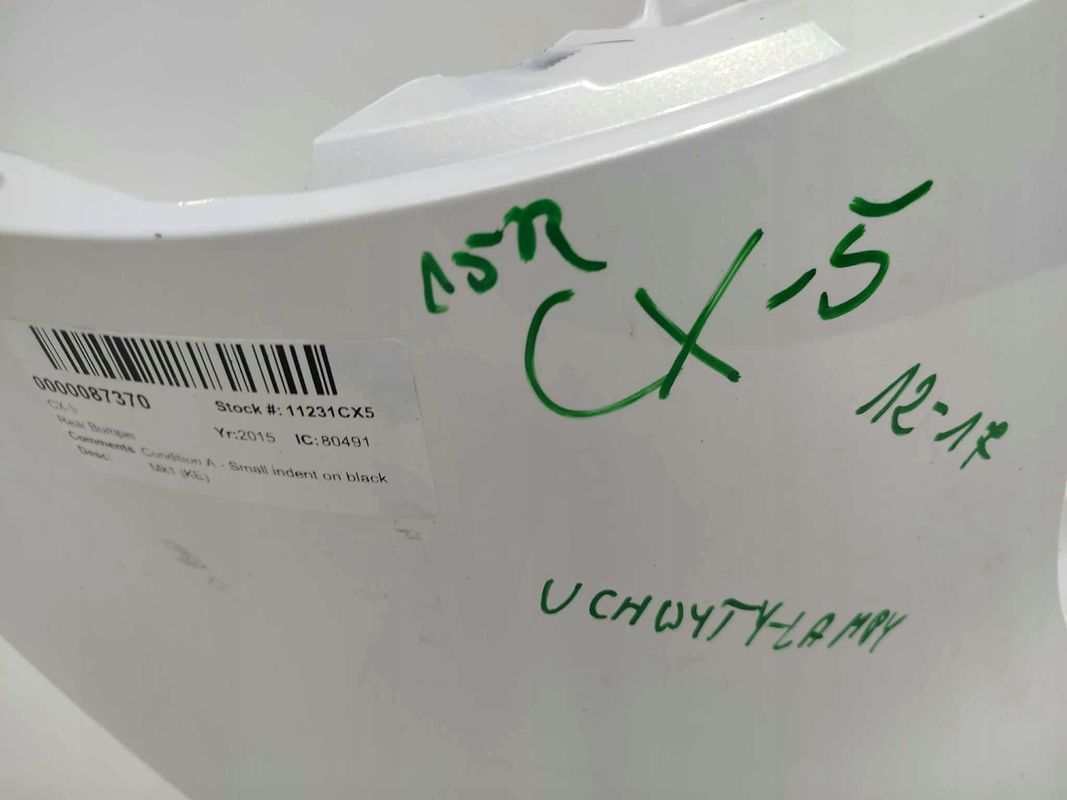 15R
CX-5
12-17
UCHWYTY-LAMPY
0000087370
Stock #: 11231CX5
CX-5
Yr:2015 IC:80491
Rear Bumper
Comments Condition A - Small indent on black
Desc: Mk1 (KE)